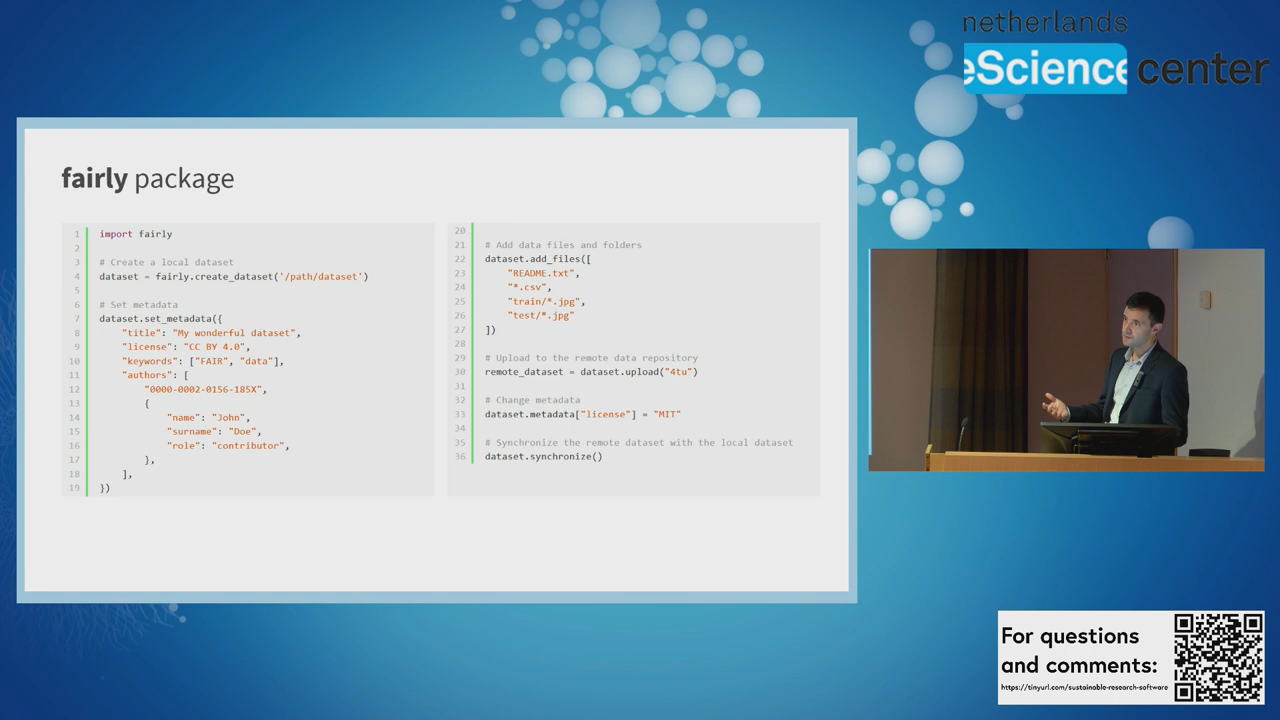 netherlands
eScience center
fairly package
1 import fairly
2
3 # Create a local dataset
4 dataset = fairly.create_dataset('/path/dataset')
5
6 # Set metadata
7 dataset.set_metadata({
8 "title": "My wonderful dataset",
9 "license": "CC BY 4.0",
10 "keywords": ["FAIR", "data"],
11 "authors": [
12 "0000-0002-0156-185X",
13 {
14 "name": "John",
15 "surname": "Doe",
16 "role": "contributor",
17 },
18 ],
19 })
20
21 # Add data files and folders
22 dataset.add_files([
23 "README.txt",
24 "*.csv",
25 "train/*.jpg",
26 "test/*.jpg"
27 ])
28
29 # Upload to the remote data repository
30 remote_dataset = dataset.upload("4tu")
31
32 # Change metadata
33 dataset.metadata["license"] = "MIT"
34
35 # Synchronize the remote dataset with the local dataset
36 dataset.synchronize()
For questions
and comments:
https://tinyurl.com/sustainable-research-software